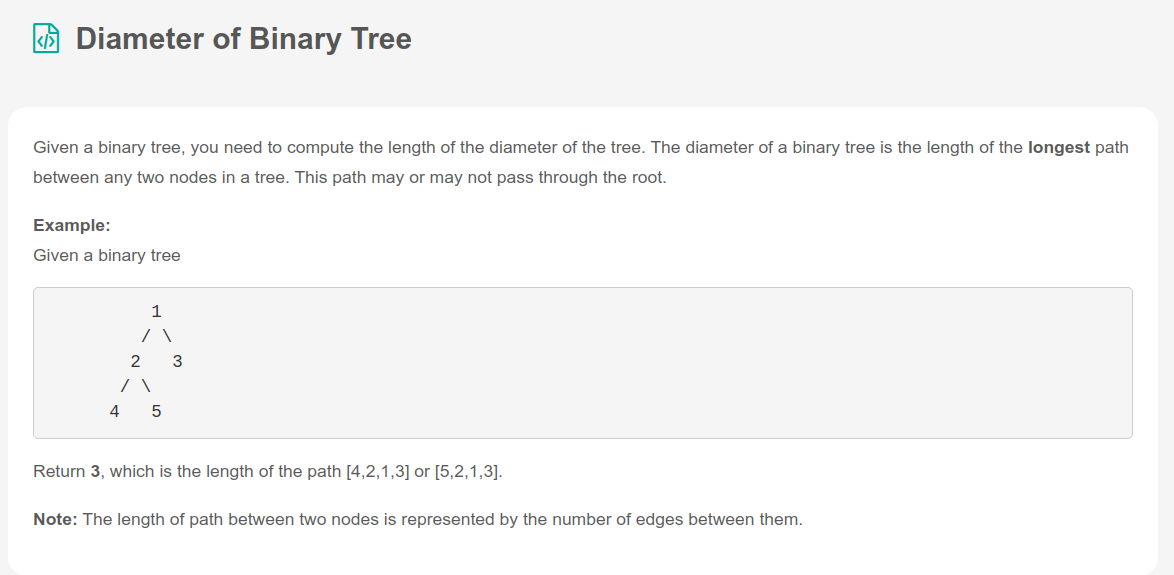 Diameter of Binary Tree
Given a binary tree, you need to compute the length of the diameter of the tree. The diameter of a binary tree is the length of the longest path
between any two nodes in a tree. This path may or may not pass through the root.
Example:
Given a binary tree
1
/ \
2   3
/ \
4   5
Return 3, which is the length of the path [4,2,1,3] or [5,2,1,3].
Note: The length of path between two nodes is represented by the number of edges between them.